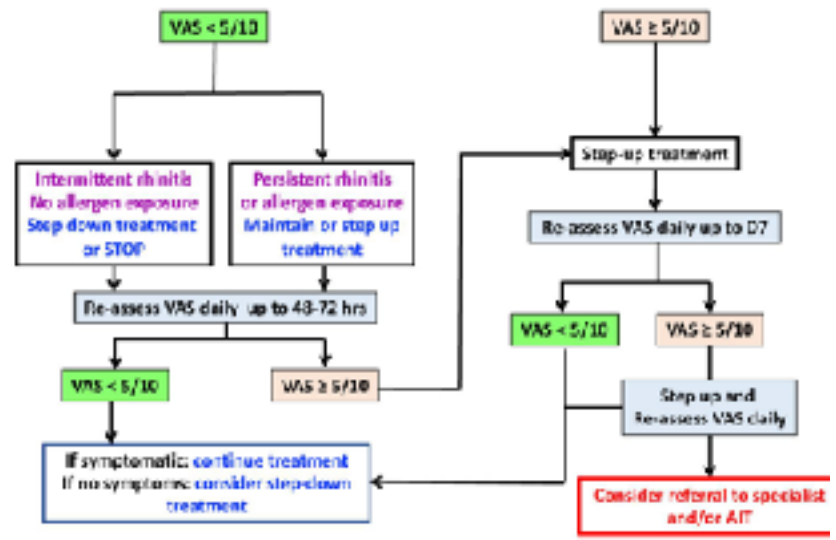 VAS < 5/10
VAS ≥ 5/10
Intermittent rhinitis
No allergen exposure
Step down treatment
or STOP
Persistent rhinitis
or allergen exposure
Maintain or step up
treatment
Step-up treatment
Re-assess VAS daily up to D7
Re-assess VAS daily up to 48-72 hrs
VAS < 5/10
VAS ≥ 5/10
VAS < 5/10
VAS ≥ 5/10
Step up and
Re-assess VAS daily
If symptomatic: continue treatment
If no symptoms: consider step-down
treatment
Consider referral to specialist
and/or AIT